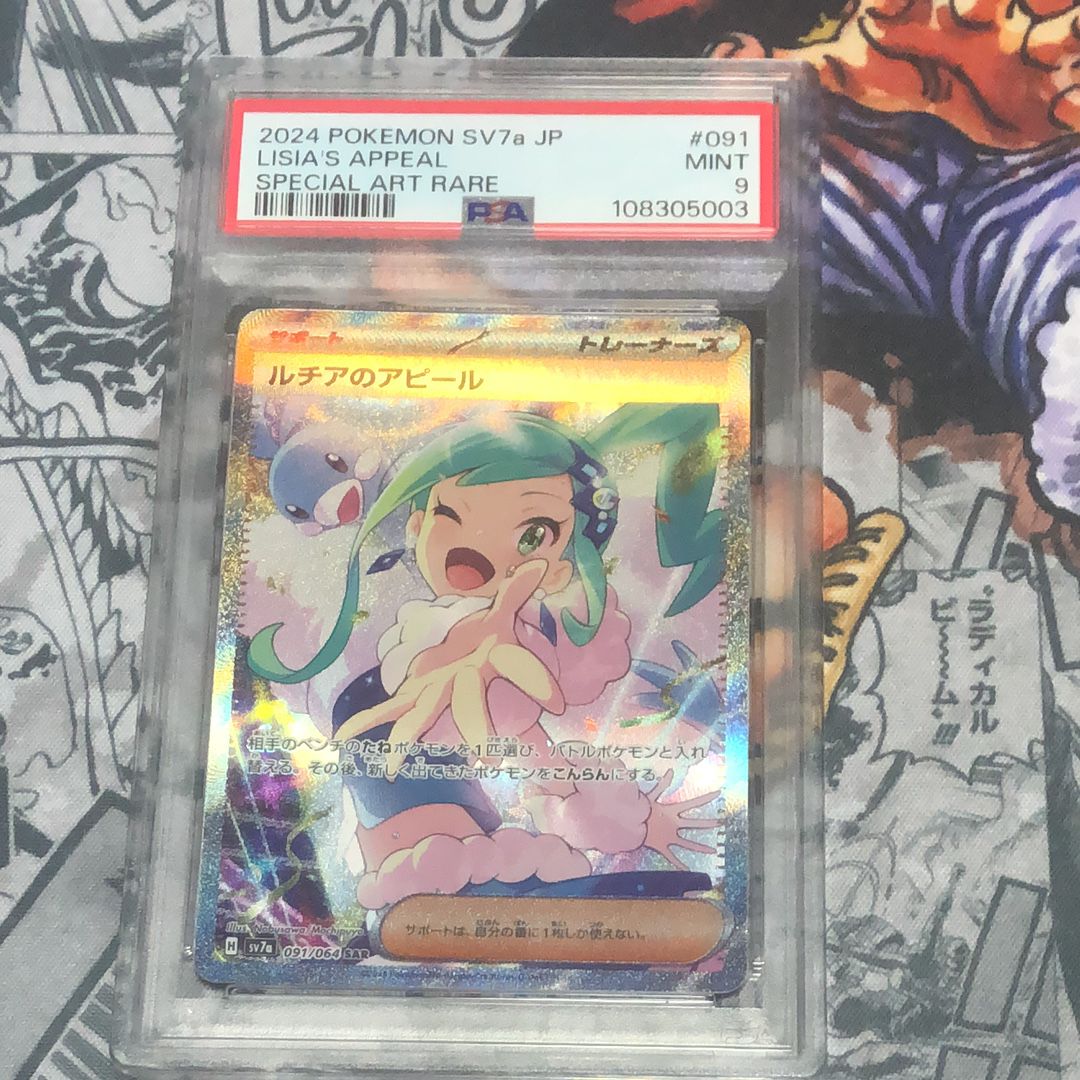 2024 POKEMON SV7a JP #091
LISIA'S APPEAL MINT
SPECIAL ART RARE 9
PSA 108305003
サポート トレーナーズ
ルチアのアピール
相手のベンチのたねポケモンを1匹選び、バトルポケモンと入れ
替える。その後、新しく出てきたポケモンをこんらんにする。
サポートは、自分の番に1枚しか使えない。
Illus. Nobusawa Mochipuyo
H sv7a 091/064 SAR
ラディカル
ビ〜〜〜ム!!!